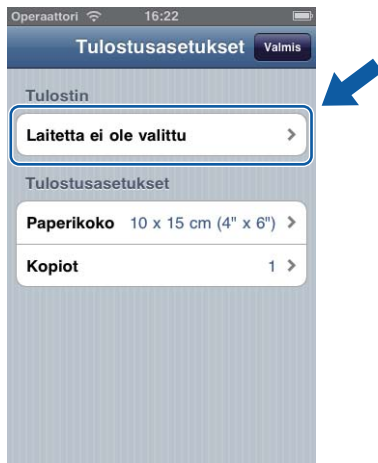 Operaattori 16:22
Tulostusasetukset Valmis
Tulostin
Laitetta ei ole valittu
Tulostusasetukset
Paperikoko 10 x 15 cm (4" x 6")
Kopiot 1